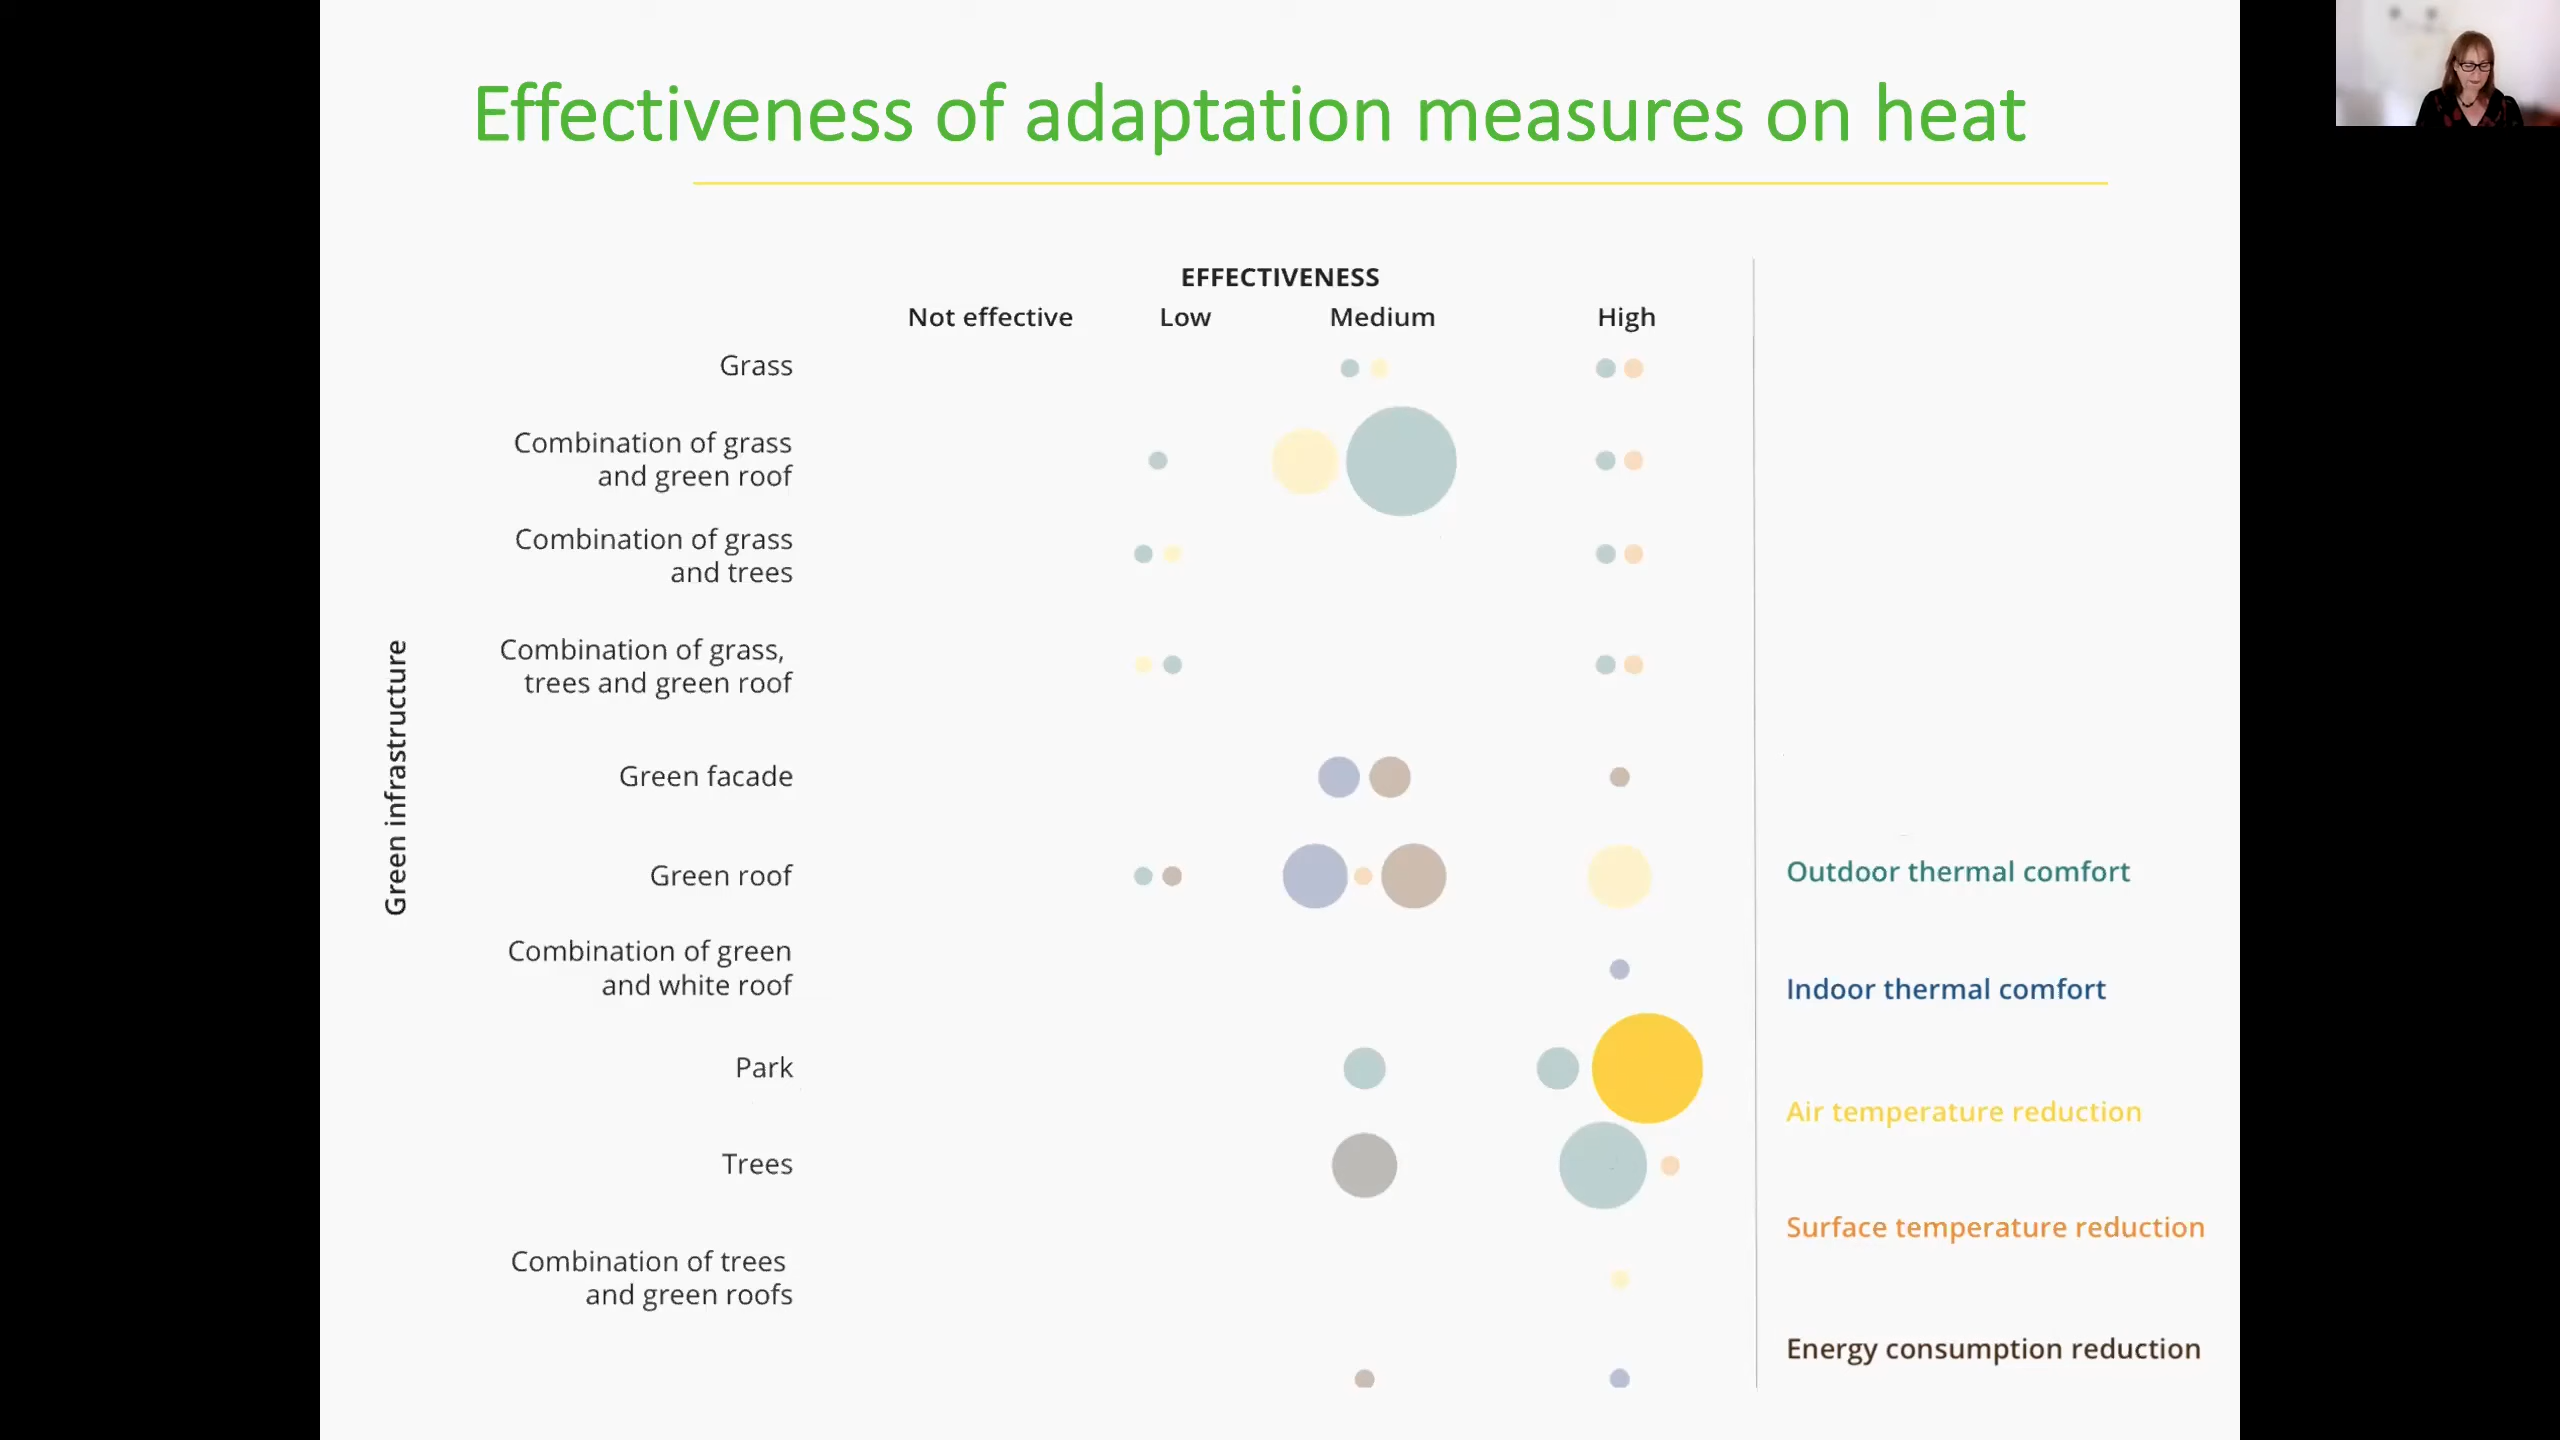 Effectiveness of adaptation measures on heat
EFFECTIVENESS
Not effective
Low
Medium
High
Green infrastructure
Grass
Combination of grass
and green roof
Combination of grass
and trees
Combination of grass,
trees and green roof
Green facade
Green roof
Combination of green
and white roof
Park
Trees
Combination of trees
and green roofs
Outdoor thermal comfort
Indoor thermal comfort
Air temperature reduction
Surface temperature reduction
Energy consumption reduction